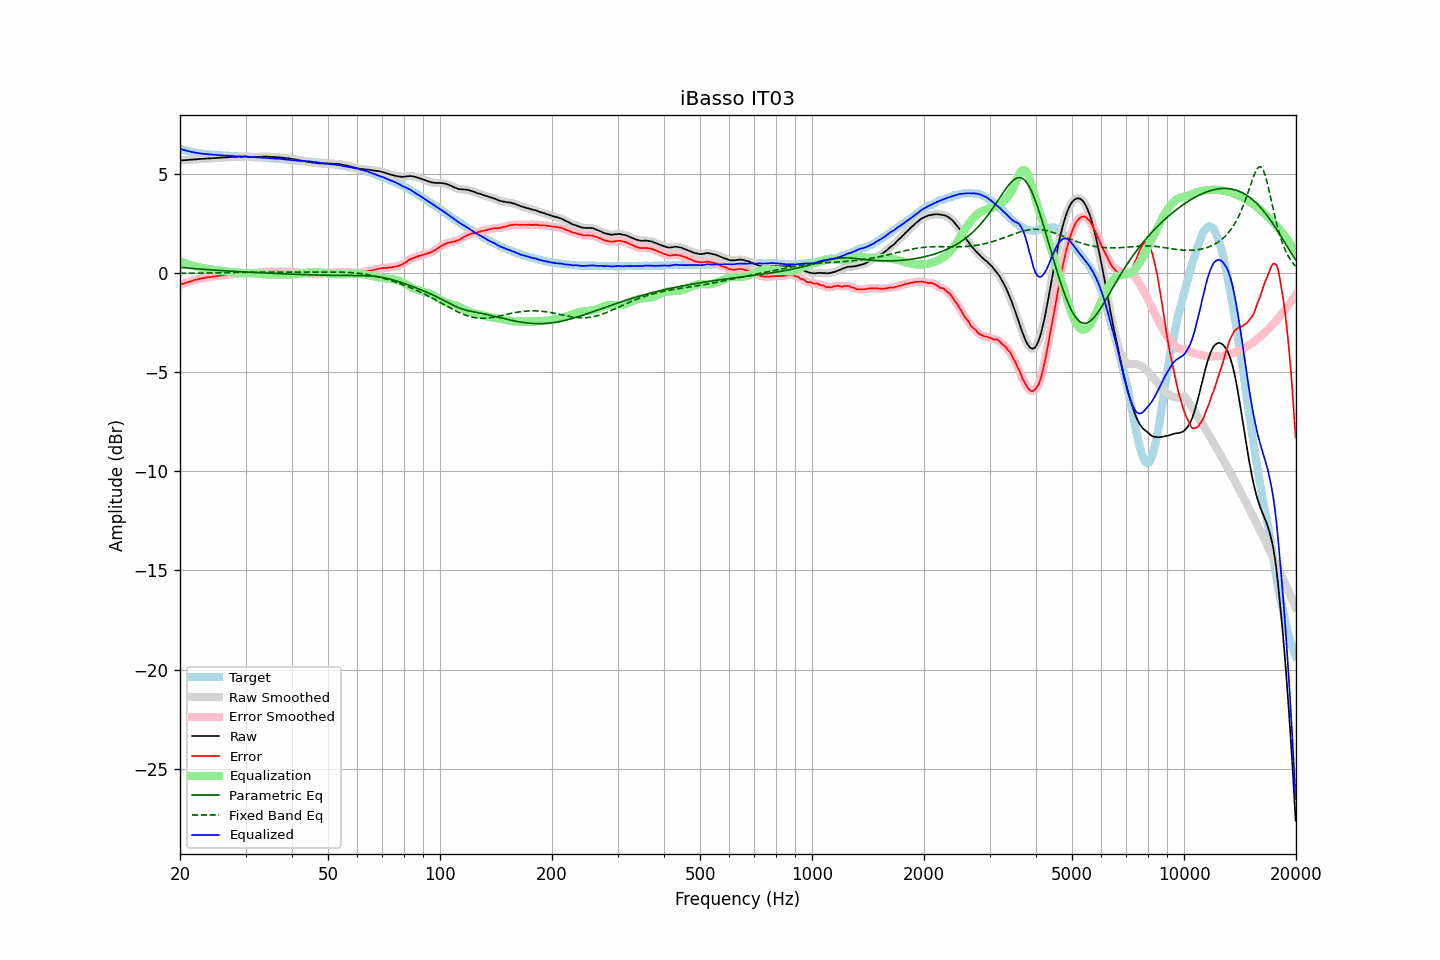 iBasso IT03
Amplitude (dBr)
5
0
−5
−10
−15
−20
−25
Target
Raw Smoothed
Error Smoothed
Raw
Error
Equalization
Parametric Eq
Fixed Band Eq
Equalized
20 50 100 200 500 1000 2000 5000 10000 20000
Frequency (Hz)